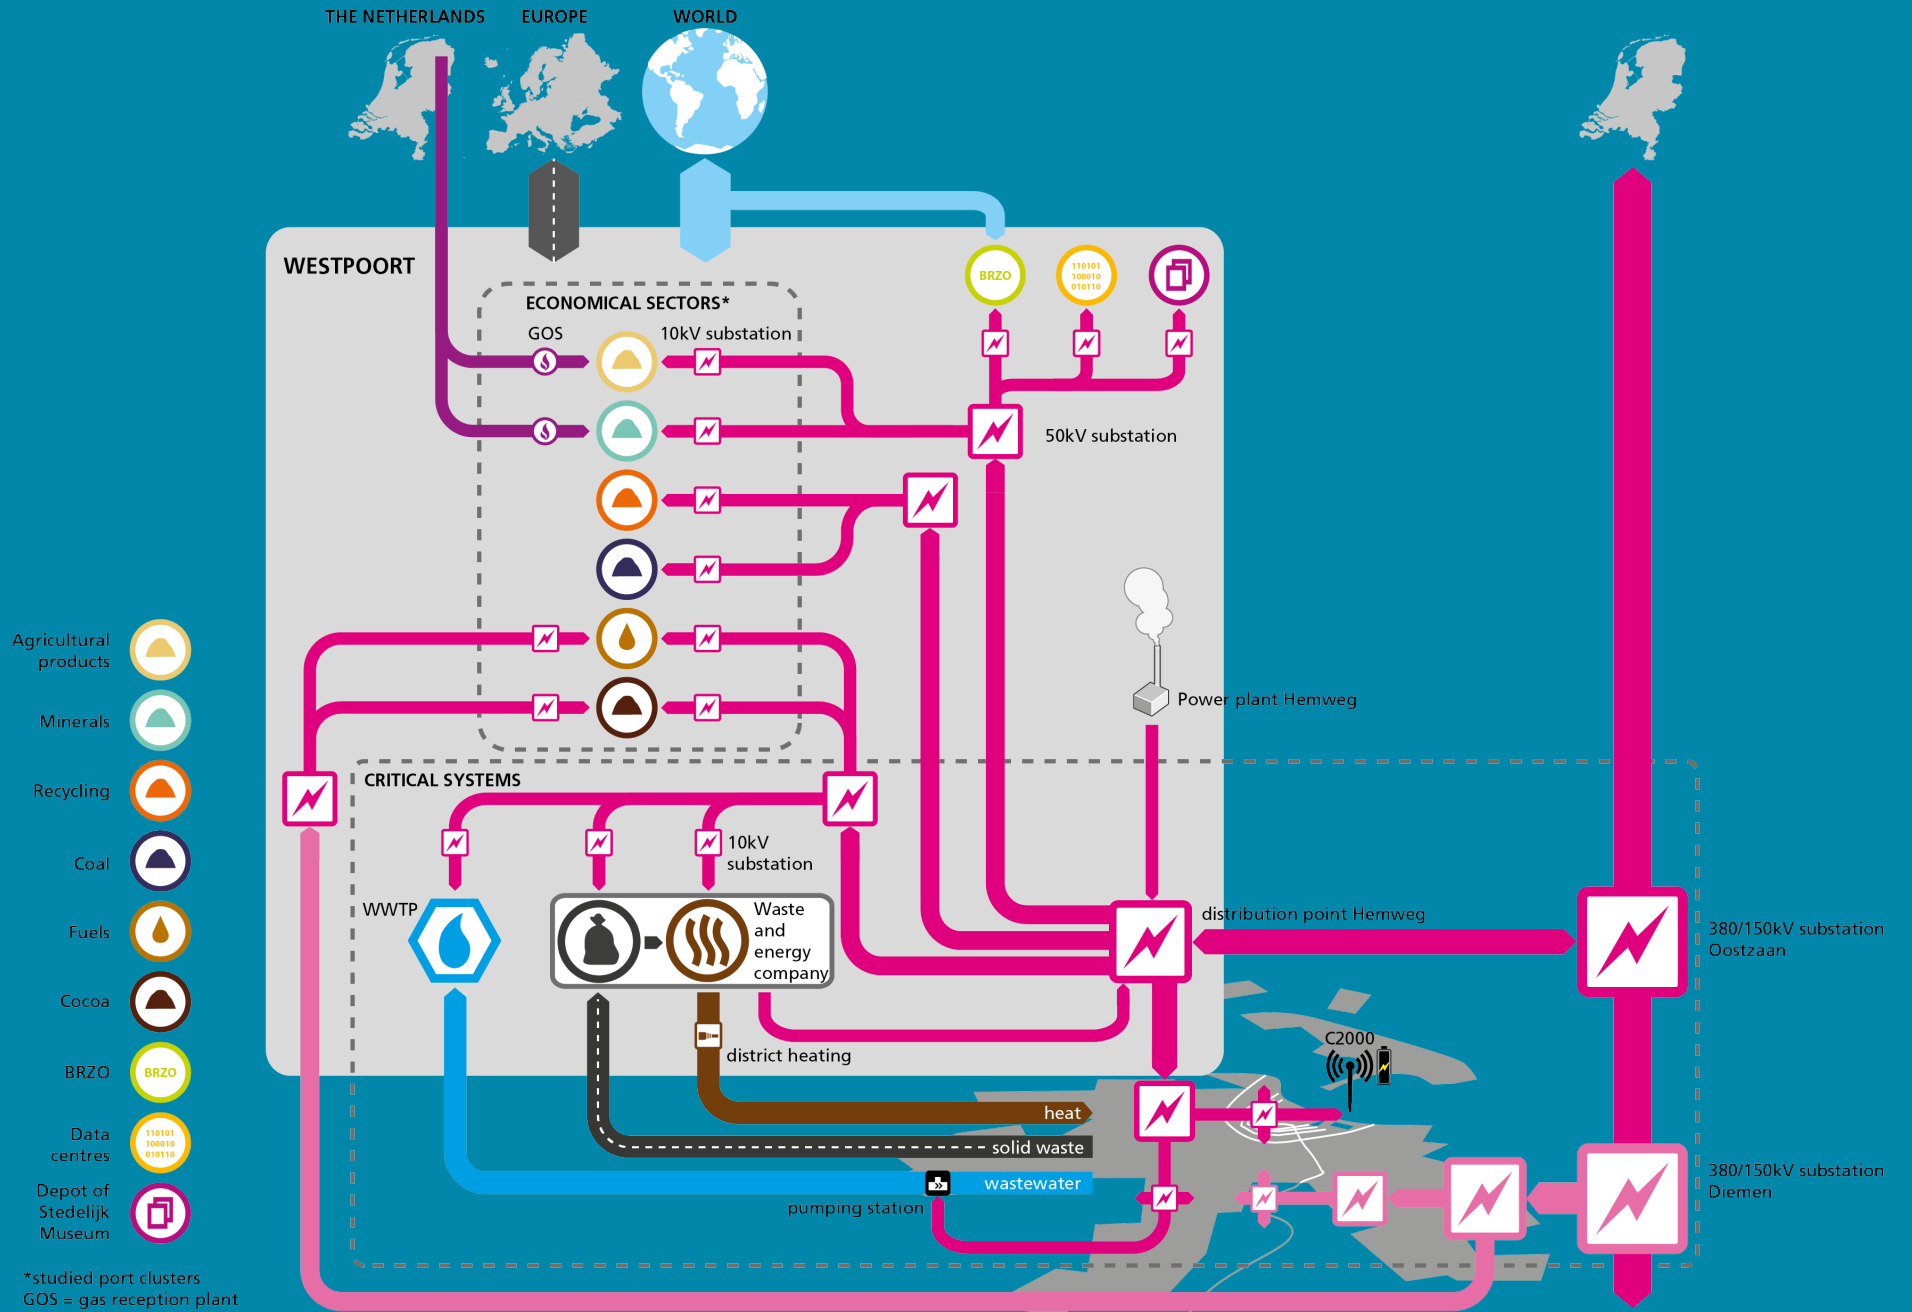 THE NETHERLANDS
EUROPE
WORLD
WESTPOORT
ECONOMICAL SECTORS*
GOS
10kV substation
BRZO
110101
100010
010110
50kV substation
Power plant Hemweg
CRITICAL SYSTEMS
10kV
substation
WWTP
Waste
and
energy
company
distribution point Hemweg
380/150kV substation
Oostzaan
district heating
C2000
heat
solid waste
wastewater
pumping station
380/150kV substation
Diemen
Agricultural
products
Minerals
Recycling
Coal
Fuels
Cocoa
BRZO
BRZO
Data
centres
110101
100010
010110
Depot of
Stedelijk
Museum
*studied port clusters
GOS = gas reception plant